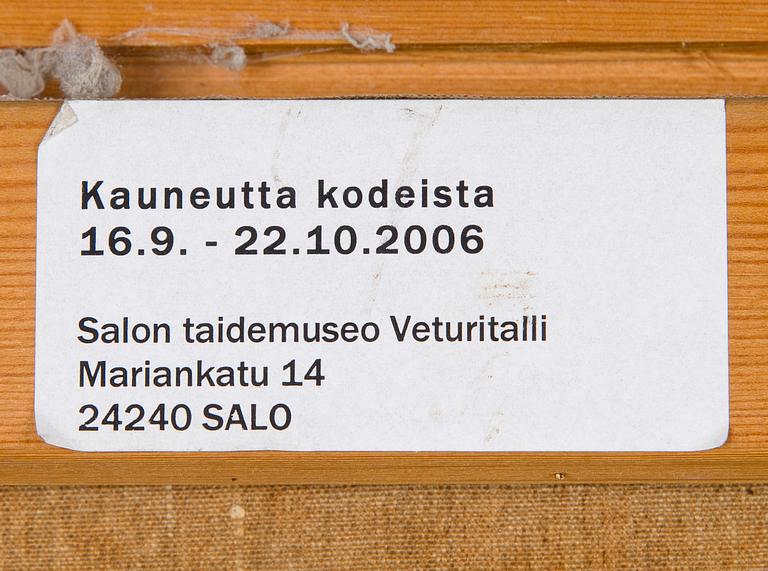 Kauneutta kodeista
16.9. - 22.10.2006
Salon taidemuseo Veturitalli
Mariankatu 14
24240 SALO